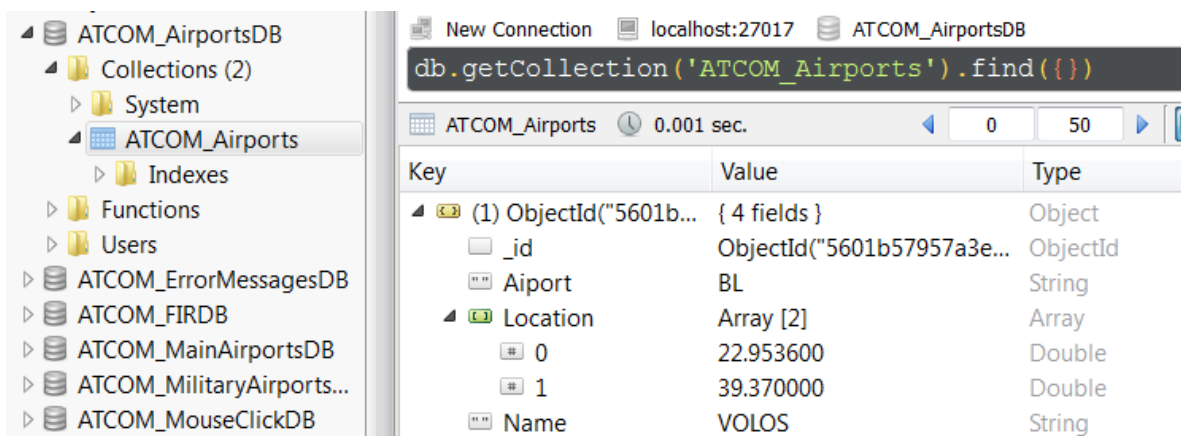 ATCOM_AirportsDB
Collections (2)
System
ATCOM_Airports
Indexes
Functions
Users
ATCOM_ErrorMessagesDB
ATCOM_FIRDB
ATCOM_MainAirportsDB
ATCOM_MilitaryAirports...
ATCOM_MouseClickDB
New Connection localhost:27017 ATCOM_AirportsDB
db.getCollection('ATCOM_Airports').find({})
ATCOM_Airports 0.001 sec. 0 50
Key Value Type
(1) ObjectId("5601b... { 4 fields } Object
_id ObjectId("5601b57957a3e... ObjectId
Aiport BL String
Location Array [2] Array
0 22.953600 Double
1 39.370000 Double
Name VOLOS String